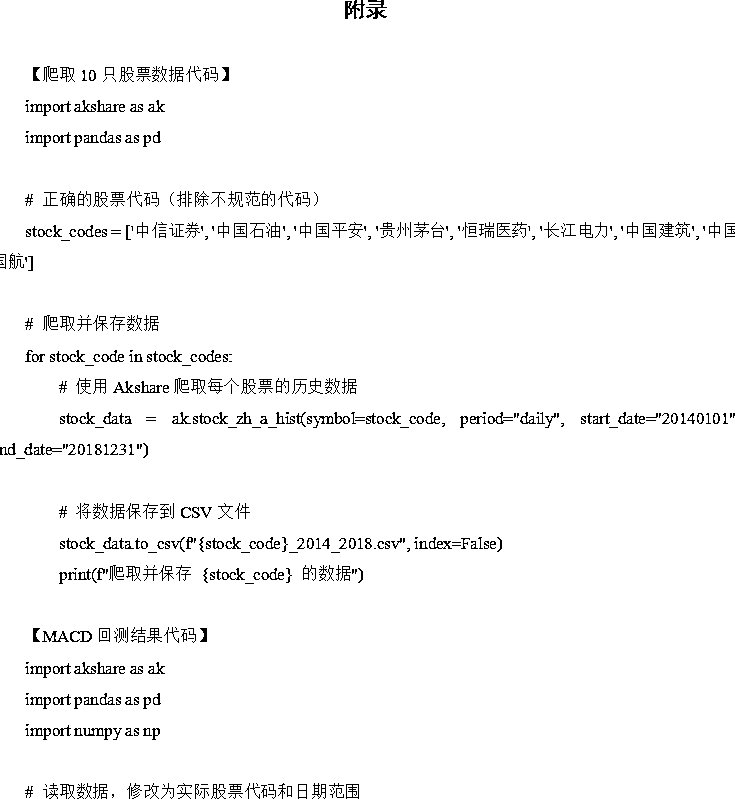 附录
【爬取 10 只股票数据代码】
import akshare as ak
import pandas as pd
# 正确的股票代码（排除不规范的代码）
stock_codes = ['中信证券', '中国石油', '中国平安', '贵州茅台', '恒瑞医药', '长江电力', '中国建筑', '中国
国航']
# 爬取并保存数据
for stock_code in stock_codes:
# 使用 Akshare 爬取每个股票的历史数据
stock_data = ak.stock_zh_a_hist(symbol=stock_code, period="daily", start_date="20140101"
nd_date="20181231")
# 将数据保存到 CSV 文件
stock_data.to_csv(f"{stock_code}_2014_2018.csv", index=False)
print(f"爬取并保存 {stock_code} 的数据")
【MACD 回测结果代码】
import akshare as ak
import pandas as pd
import numpy as np
# 读取数据，修改为实际股票代码和日期范围